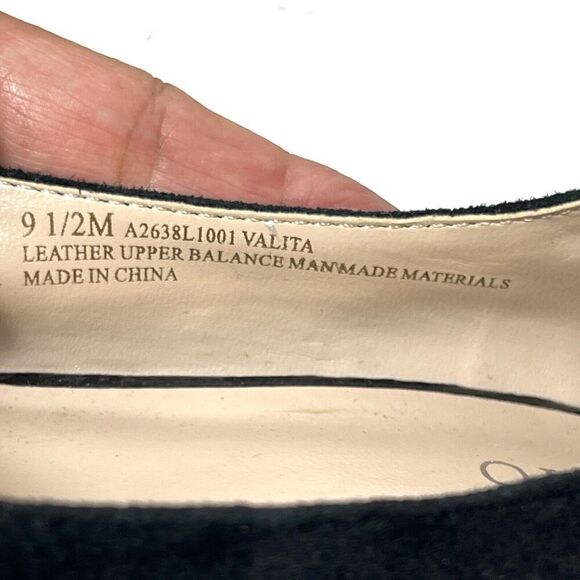 9 1/2M A2638L1001 VALITA
LEATHER UPPER BALANCE MANMADE MATERIALS
MADE IN CHINA